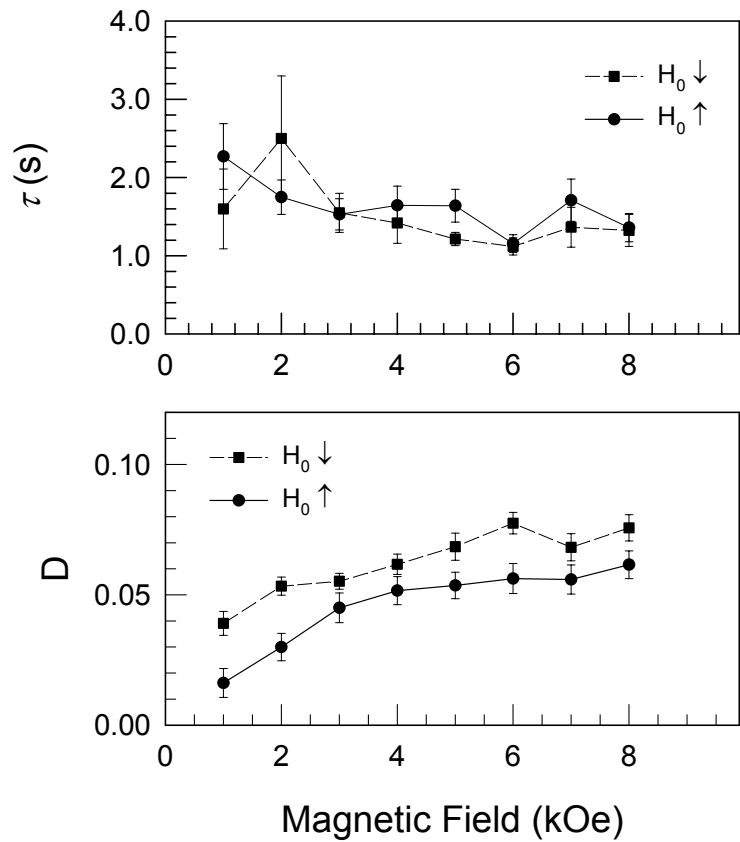 4.0
3.0
2.0
1.0
0.0
τ (s)
H₀ ↓
H₀ ↑
0 2 4 6 8
0.10
0.05
0.00
D
H₀ ↓
H₀ ↑
0 2 4 6 8
Magnetic Field (kOe)